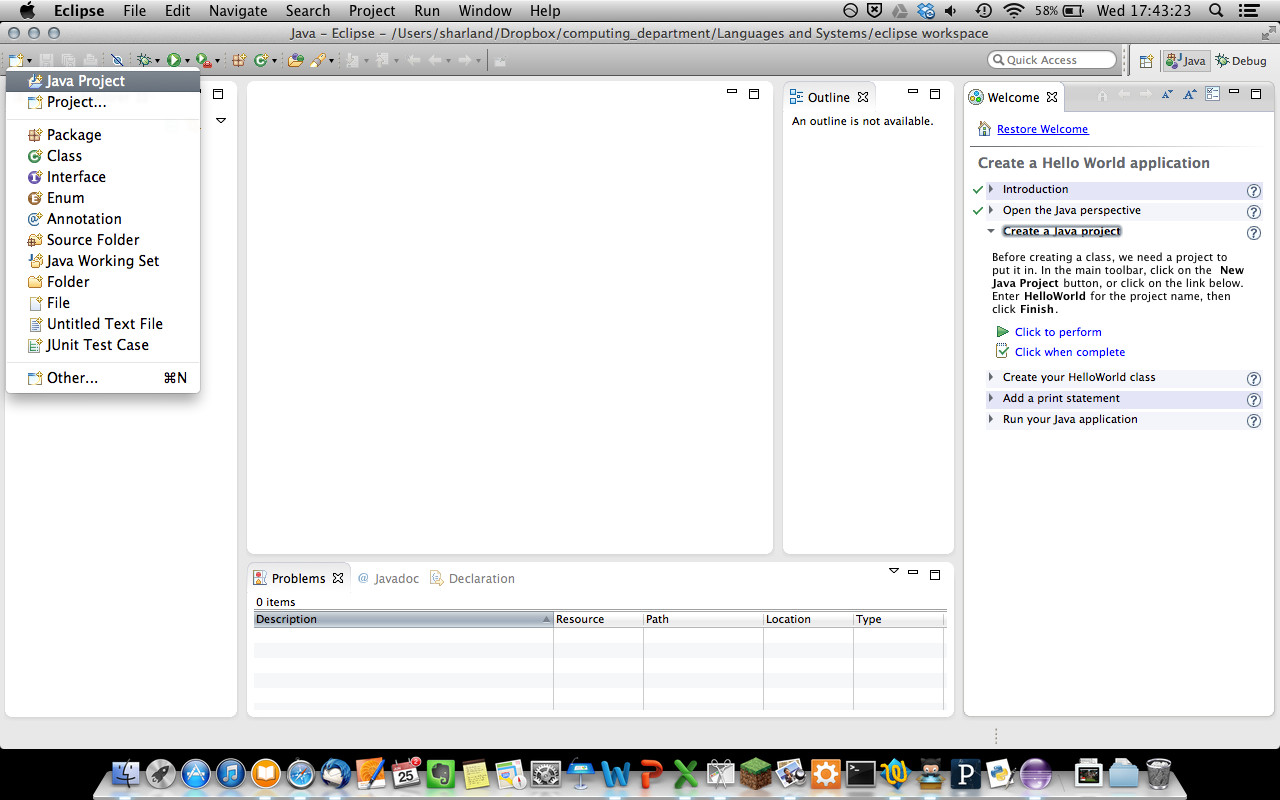 Eclipse File Edit Navigate Search Project Run Window Help 58% Wed 17:43:23
Java – Eclipse – /Users/sharland/Dropbox/computing_department/Languages and Systems/eclipse workspace
Quick Access Java Debug
Java Project
Project...
Package
Class
Interface
Enum
Annotation
Source Folder
Java Working Set
Folder
File
Untitled Text File
JUnit Test Case
Other... ⌘N
Outline
An outline is not available.
Welcome
Restore Welcome
Create a Hello World application
Introduction
Open the Java perspective
Create a Java project
Before creating a class, we need a project to
put it in. In the main toolbar, click on the New
Java Project button, or click on the link below.
Enter HelloWorld for the project name, then
click Finish.
Click to perform
Click when complete
Create your HelloWorld class
Add a print statement
Run your Java application
Problems @ Javadoc Declaration
0 items
Description Resource Path Location Type
25